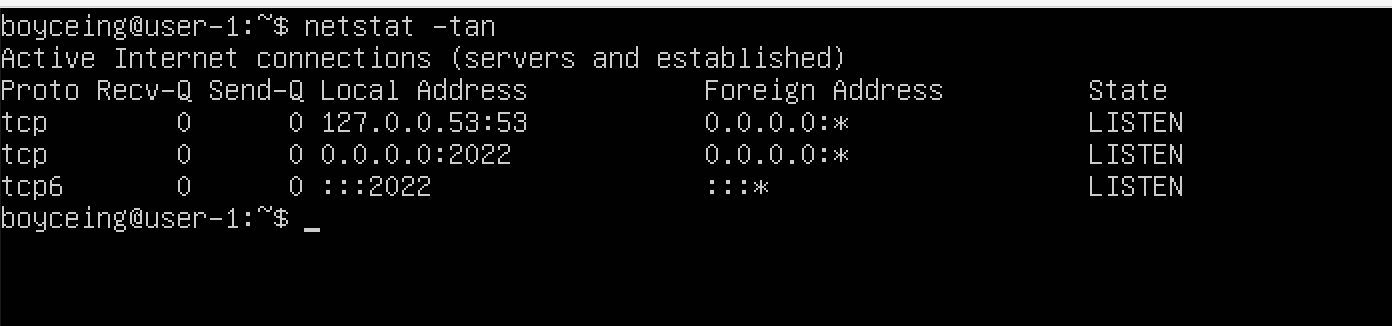 boyceing@user-1:~$ netstat -tan
Active Internet connections (servers and established)
Proto Recv-Q Send-Q Local Address           Foreign Address         State
tcp        0      0 127.0.0.53:53           0.0.0.0:*               LISTEN
tcp        0      0 0.0.0.0:2022            0.0.0.0:*               LISTEN
tcp6       0      0 :::2022                 :::*                    LISTEN
boyceing@user-1:~$ _